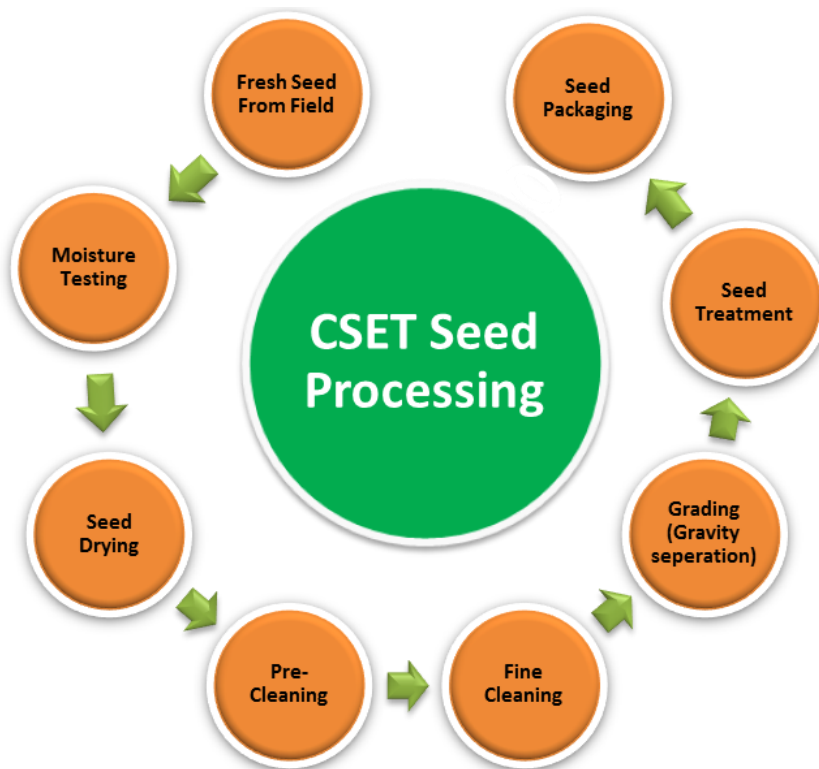 CSET Seed
Processing
Fresh Seed
From Field
Moisture
Testing
Seed
Drying
Pre-
Cleaning
Fine
Cleaning
Grading
(Gravity
seperation)
Seed
Treatment
Seed
Packaging